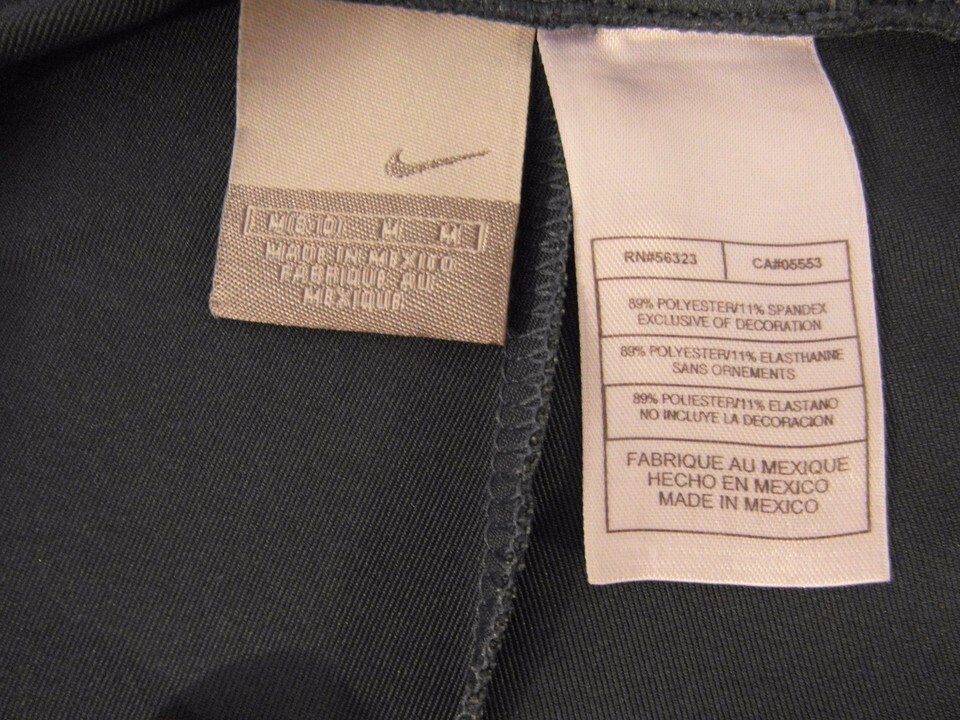 M(8-10) M M
MADE IN MEXICO
FABRIQUE AU
MEXIQUE
RN#56323
CA#05553
89% POLYESTER/11% SPANDEX
EXCLUSIVE OF DECORATION
89% POLYESTER/11% ELASTHANNE
SANS ORNEMENTS
89% POLIESTER/11% ELASTANO
NO INCLUYE LA DECORACION
FABRIQUE AU MEXIQUE
HECHO EN MEXICO
MADE IN MEXICO